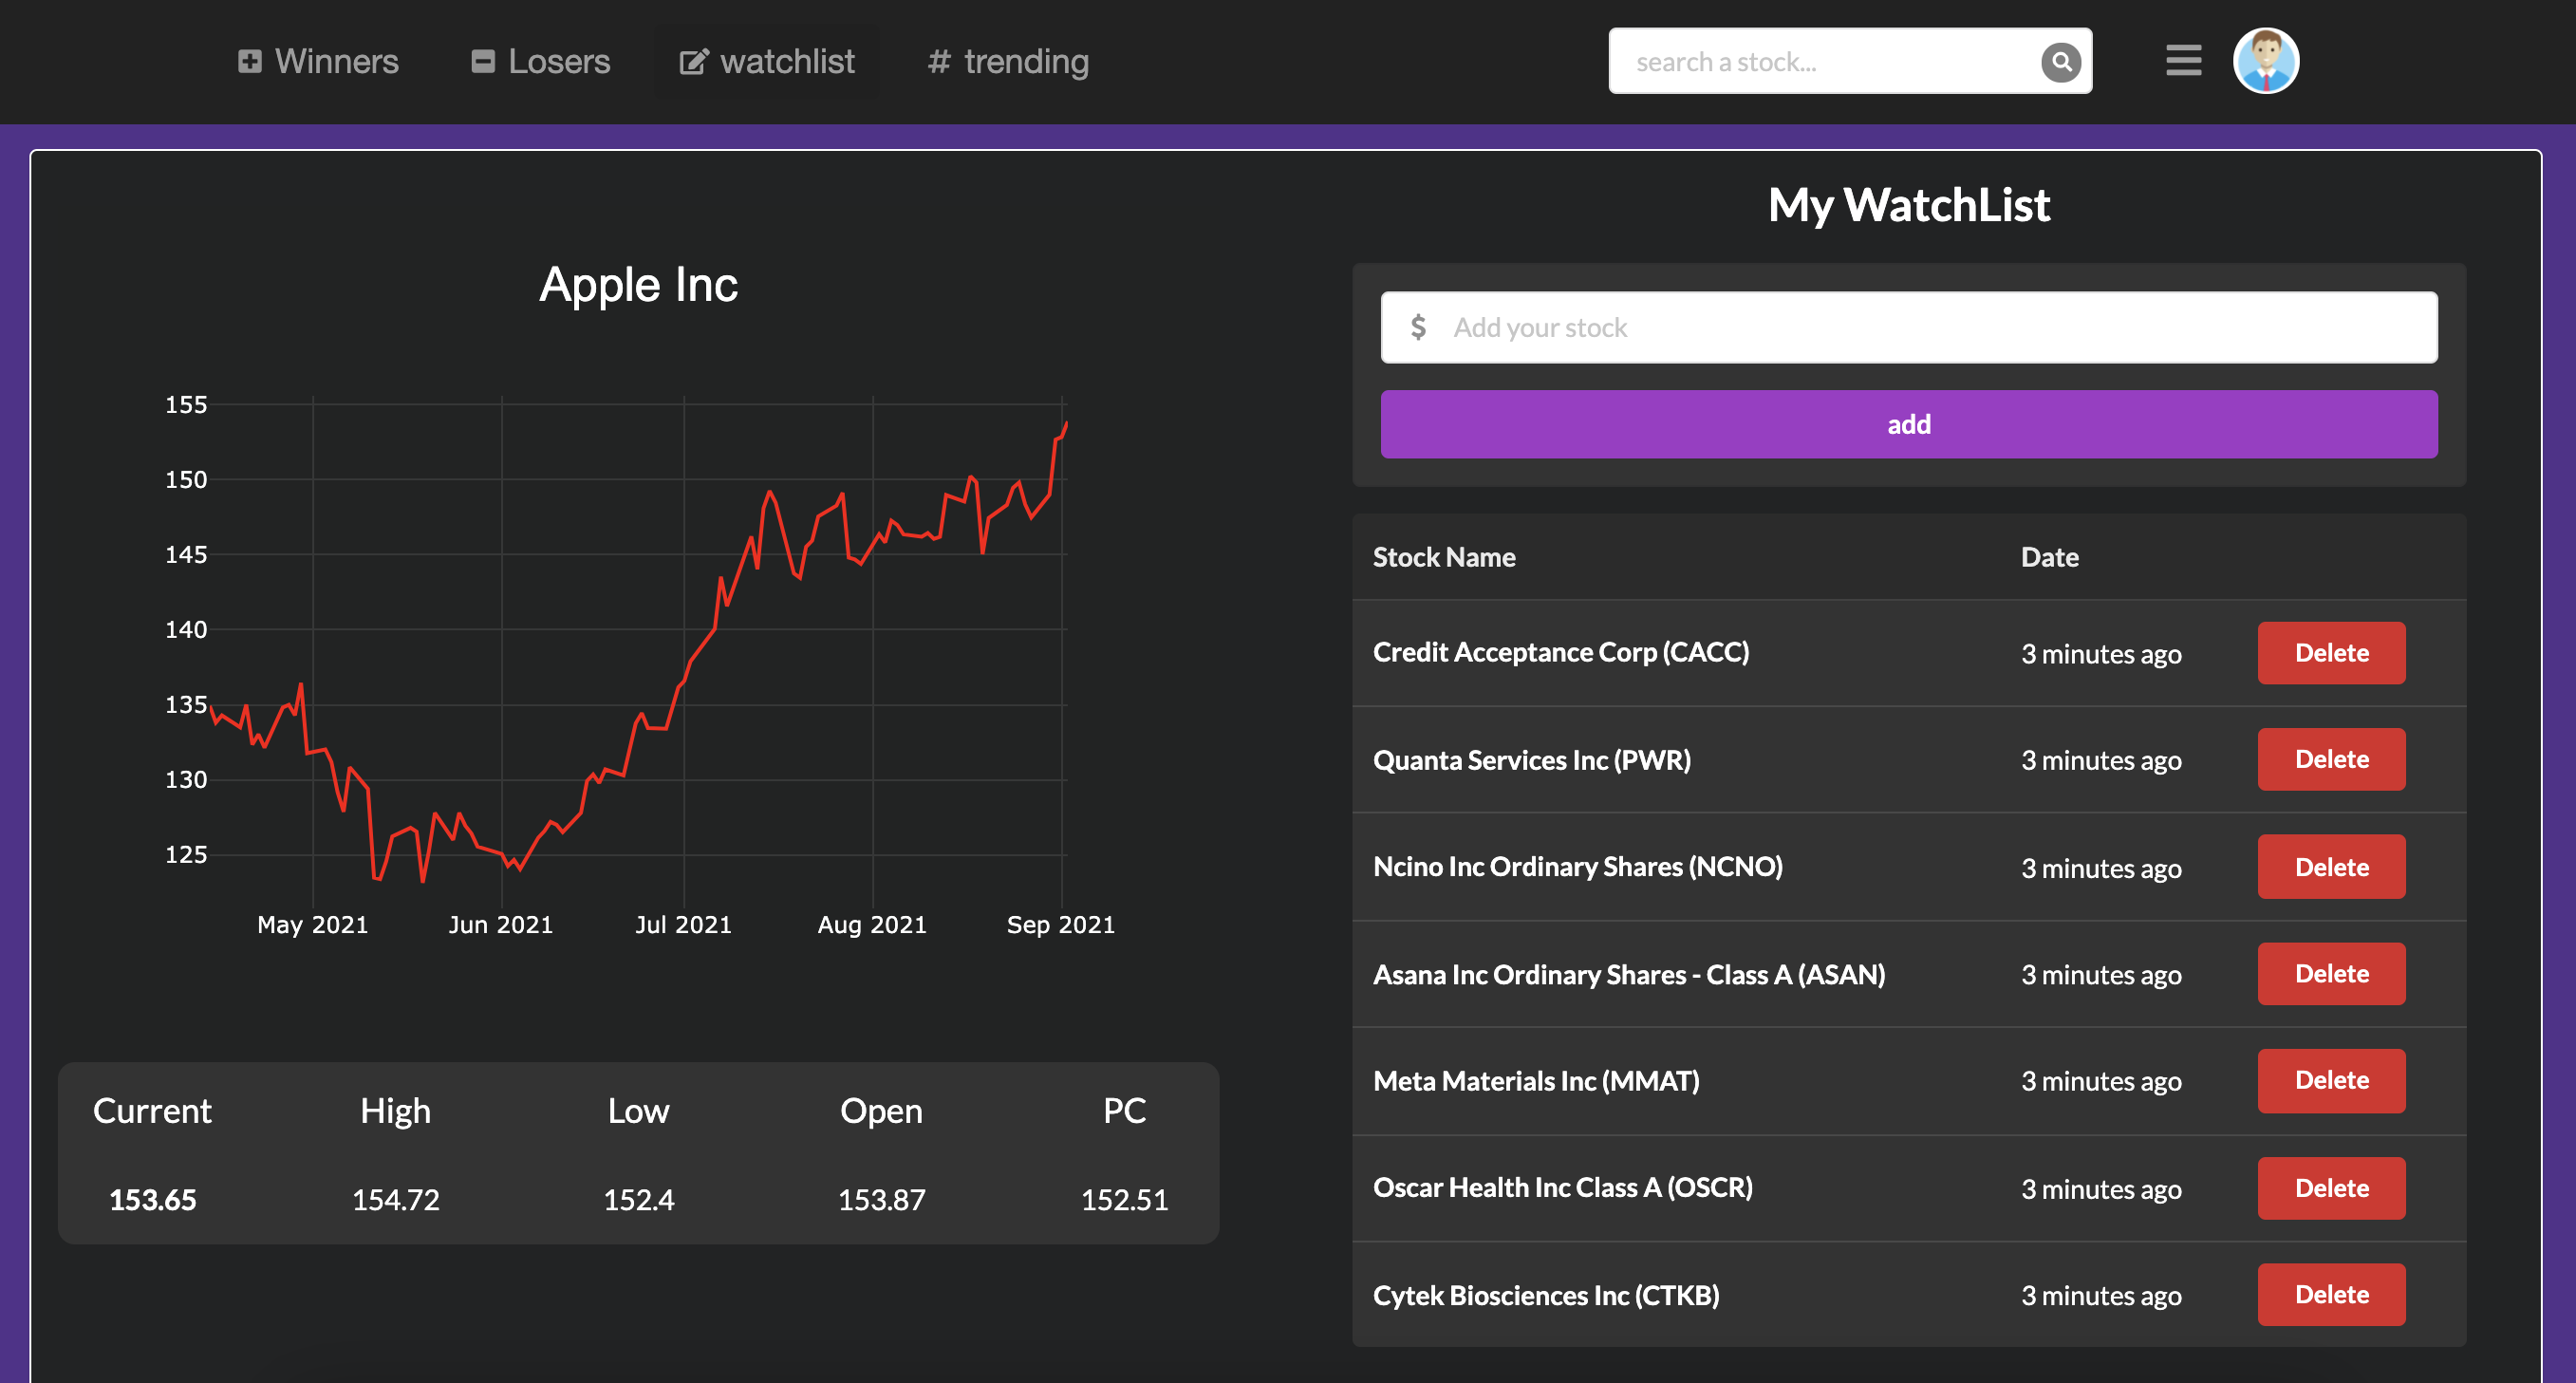 Winners Losers watchlist # trending search a stock...
Apple Inc
155
150
145
140
135
130
125
May 2021 Jun 2021 Jul 2021 Aug 2021 Sep 2021
Current High Low Open PC
153.65 154.72 152.4 153.87 152.51
My WatchList
$ Add your stock
add
Stock Name Date
Credit Acceptance Corp (CACC) 3 minutes ago Delete
Quanta Services Inc (PWR) 3 minutes ago Delete
Ncino Inc Ordinary Shares (NCNO) 3 minutes ago Delete
Asana Inc Ordinary Shares - Class A (ASAN) 3 minutes ago Delete
Meta Materials Inc (MMAT) 3 minutes ago Delete
Oscar Health Inc Class A (OSCR) 3 minutes ago Delete
Cytek Biosciences Inc (CTKB) 3 minutes ago Delete